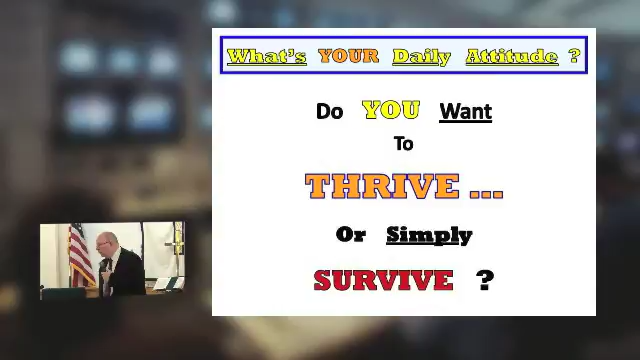 What's YOUR Daily Attitude ?
Do YOU Want
To
THRIVE ...
Or Simply
SURVIVE ?